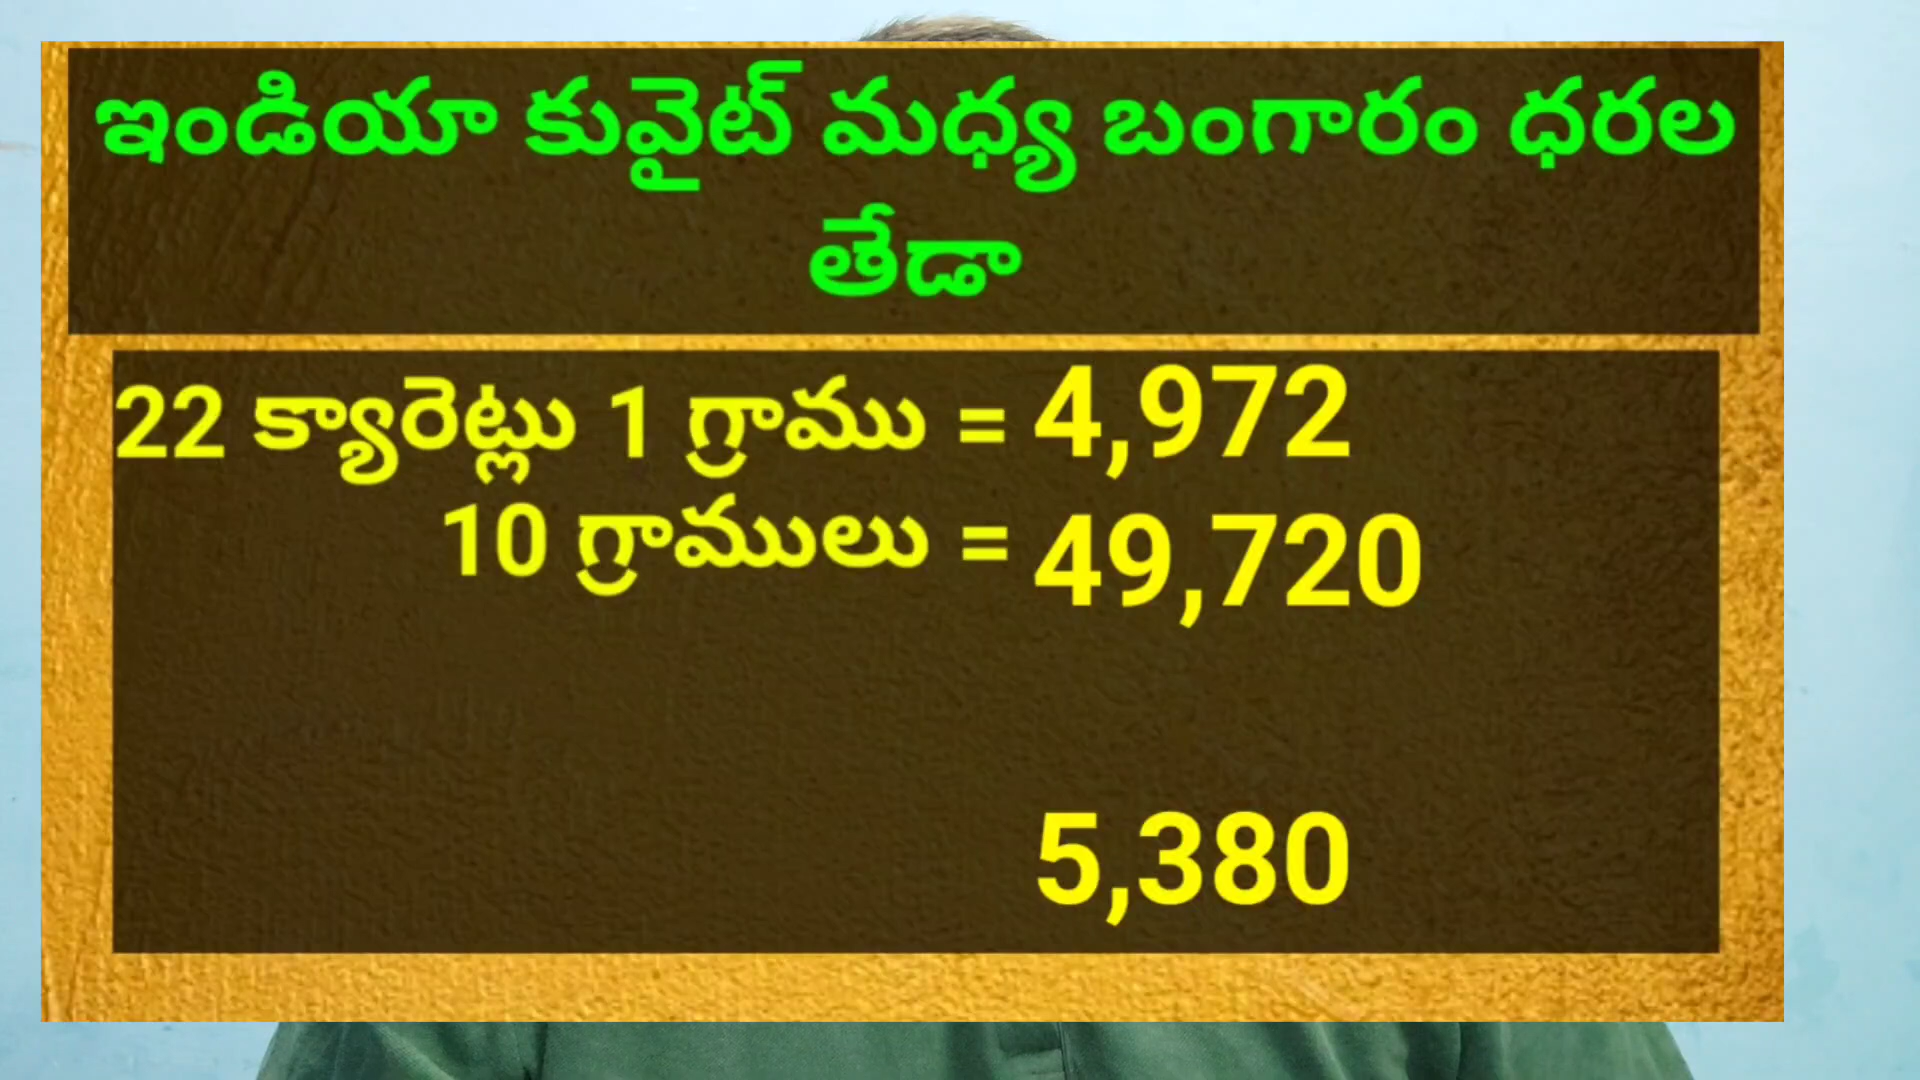 ఇండియా కువైట్ మధ్య బంగారం ధరల
తేడా
22 క్యారెట్లు 1 గ్రాము = 4,972
10 గ్రాములు = 49,720
5,380